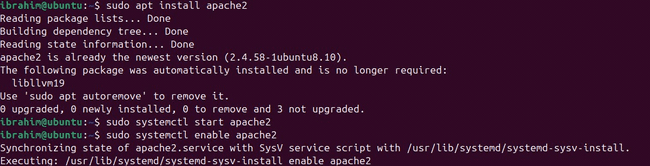 ibrahim@ubuntu:~$ sudo apt install apache2
Reading package lists... Done
Building dependency tree... Done
Reading state information... Done
apache2 is already the newest version (2.4.58-1ubuntu8.10).
The following package was automatically installed and is no longer required:
  libllvm19
Use 'sudo apt autoremove' to remove it.
0 upgraded, 0 newly installed, 0 to remove and 3 not upgraded.
ibrahim@ubuntu:~$ sudo systemctl start apache2
ibrahim@ubuntu:~$ sudo systemctl enable apache2
Synchronizing state of apache2.service with SysV service script with /usr/lib/systemd/systemd-sysv-install.
Executing: /usr/lib/systemd/systemd-sysv-install enable apache2